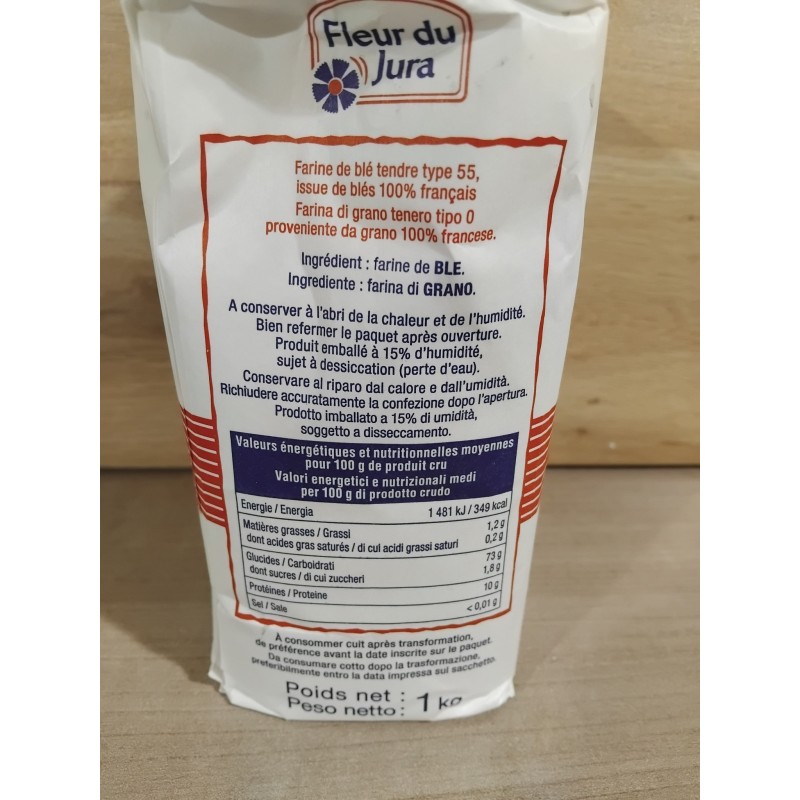 Fleur du
Jura
Farine de blé tendre type 55,
issue de blés 100% français
Farina di grano tenero tipo 0
proveniente da grano 100% francese.
Ingrédient : farine de BLE.
Ingrediente : farina di GRANO.
A conserver à l'abri de la chaleur et de l'humidité.
Bien refermer le paquet après ouverture.
Produit emballé à 15% d'humidité,
sujet à dessiccation (perte d'eau).
Conservare al riparo dal calore e dall'umidità.
Richiudere accuratamente la confezione dopo l'apertura.
Prodotto imballato a 15% di umidità,
soggetto a disseccamento.
Valeurs énergétiques et nutritionnelles moyennes
pour 100 g de produit cru
Valori energetici e nutrizionali medi
per 100 g di prodotto crudo
Energie / Energia 1 481 kJ / 349 kcal
Matières grasses / Grassi 1,2 g
dont acides gras saturés / di cui acidi grassi saturi 0,2 g
Glucides / Carboidrati 73 g
dont sucres / di cui zuccheri 1,8 g
Protéines / Proteine 10 g
Sel / Sale < 0,01 g
À consommer cuit après transformation,
de préférence avant la date inscrite sur le paquet.
Da consumare cotto dopo la trasformazione,
preferibilmente entro la data impressa sul sacchetto.
Poids net :
Peso netto : 1 kg